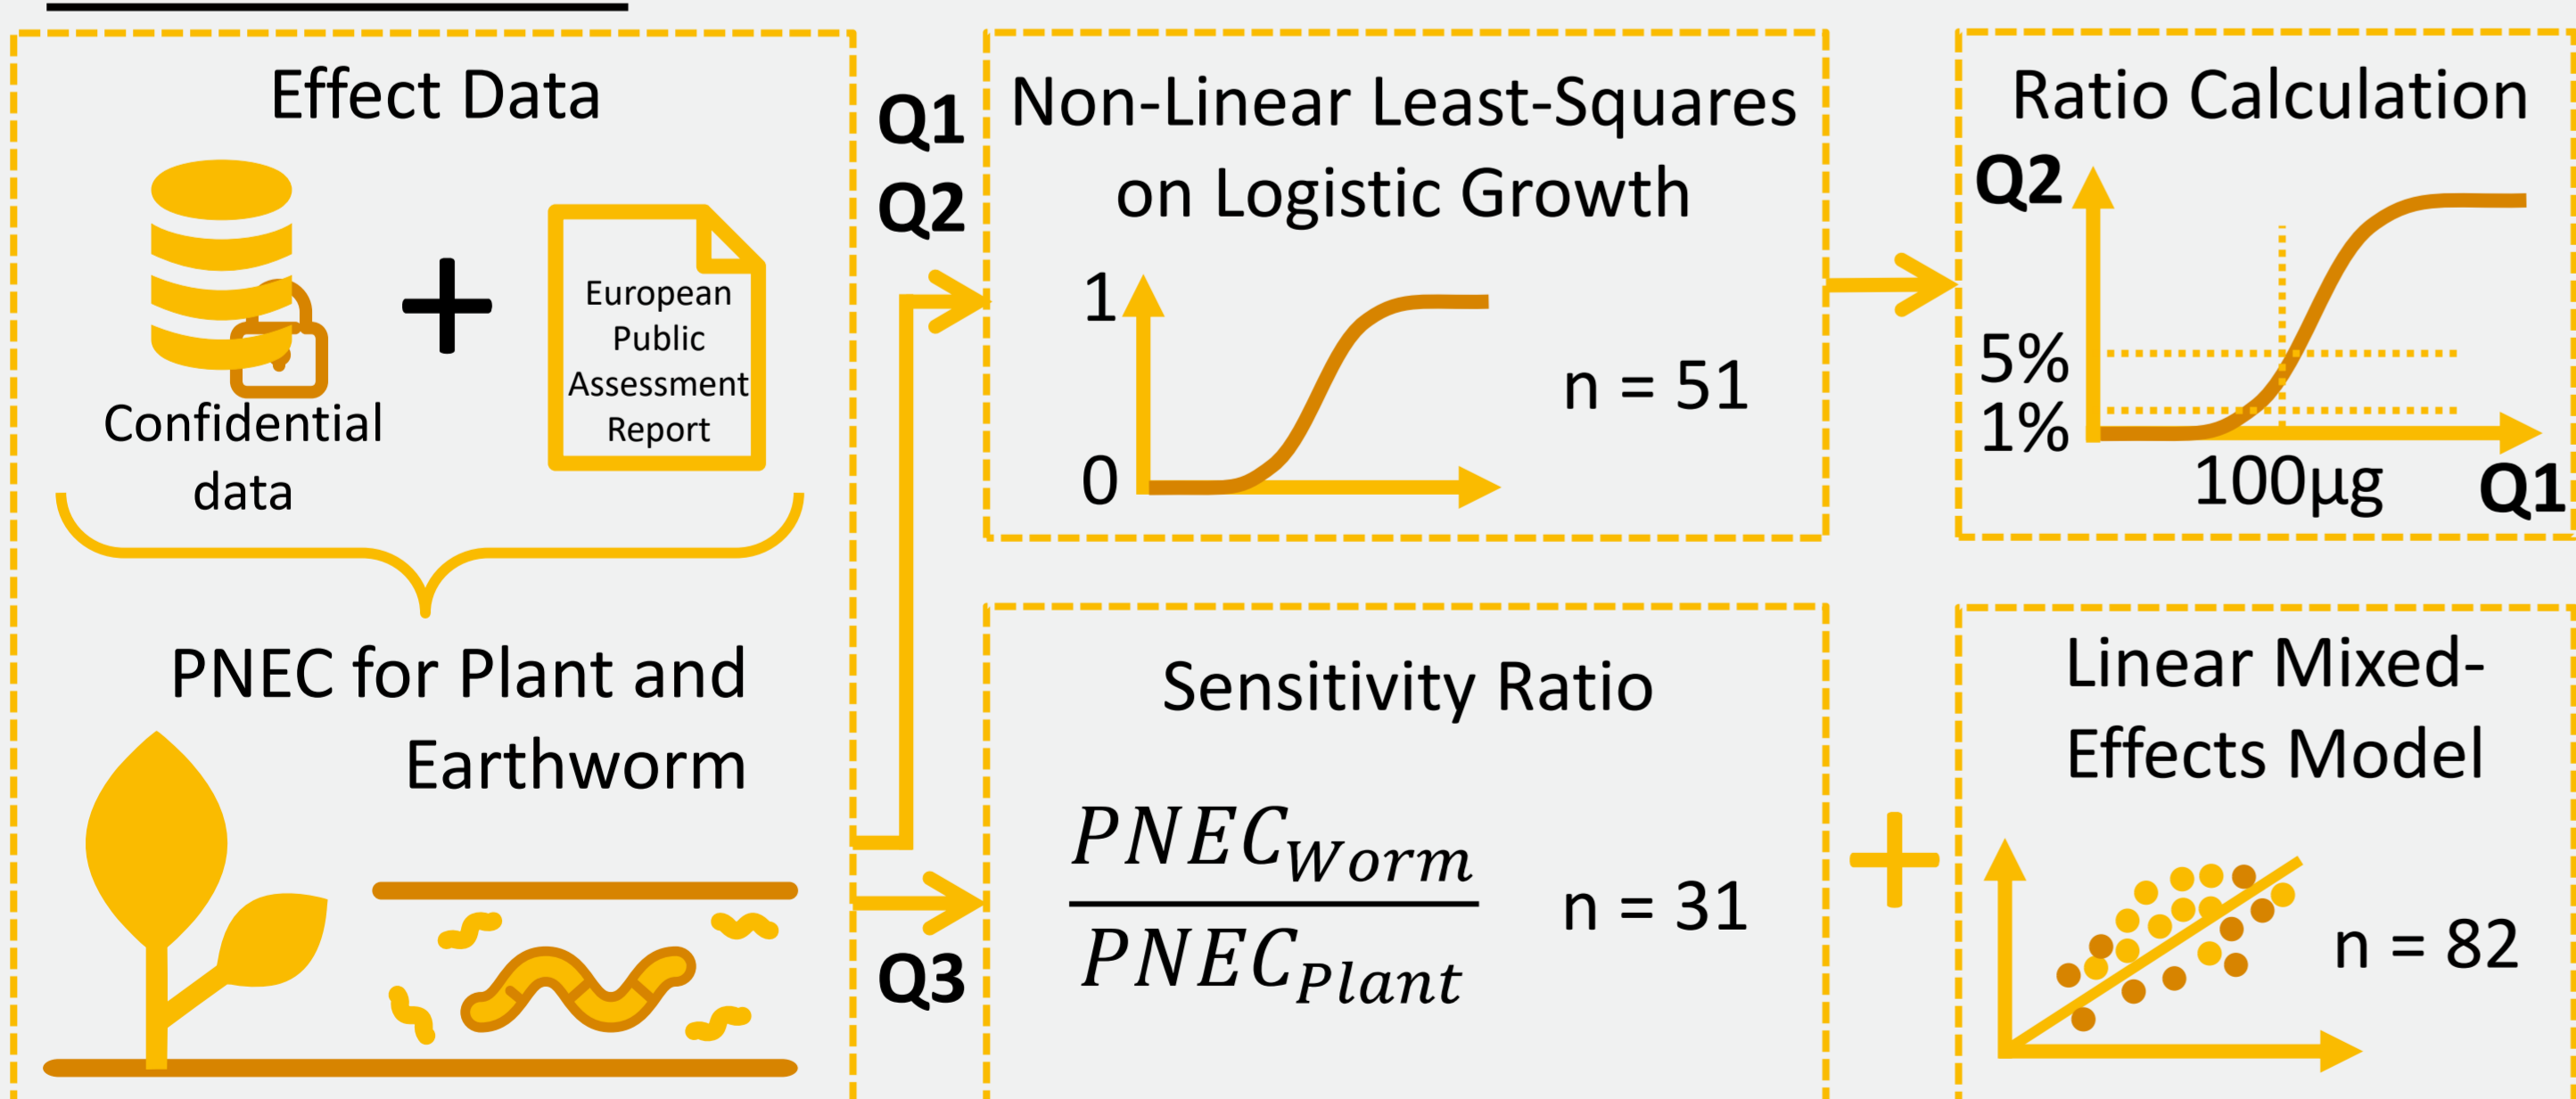 Effect Data
Confidential
data
+
European
Public
Assessment
Report
PNEC for Plant and
Earthworm
Q1
Q2
Non-Linear Least-Squares
on Logistic Growth
1
0
n = 51
Ratio Calculation
Q2
5%
1%
100µg
Q1
Q3
Sensitivity Ratio
PNEC_Worm
PNEC_Plant
n = 31
+
Linear Mixed-
Effects Model
n = 82